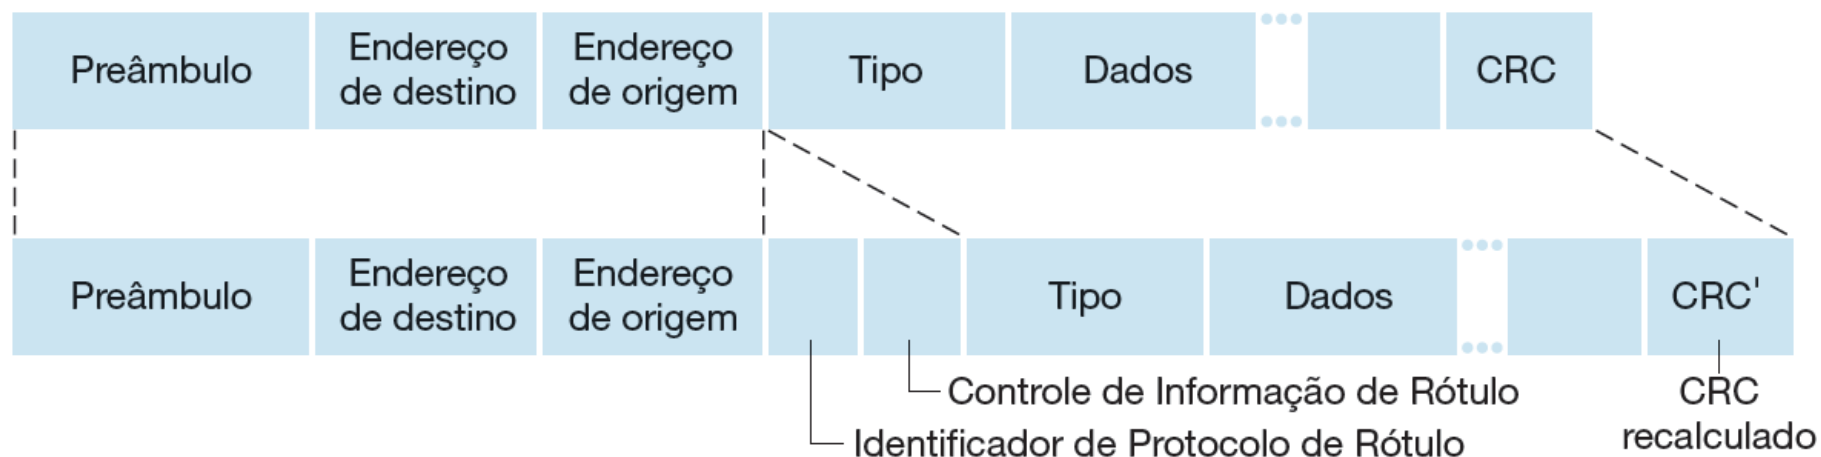 Preâmbulo
Endereço
de destino
Endereço
de origem
Tipo
Dados
CRC
Preâmbulo
Endereço
de destino
Endereço
de origem
Tipo
Dados
CRC'
Controle de Informação de Rótulo
Identificador de Protocolo de Rótulo
CRC
recalculado